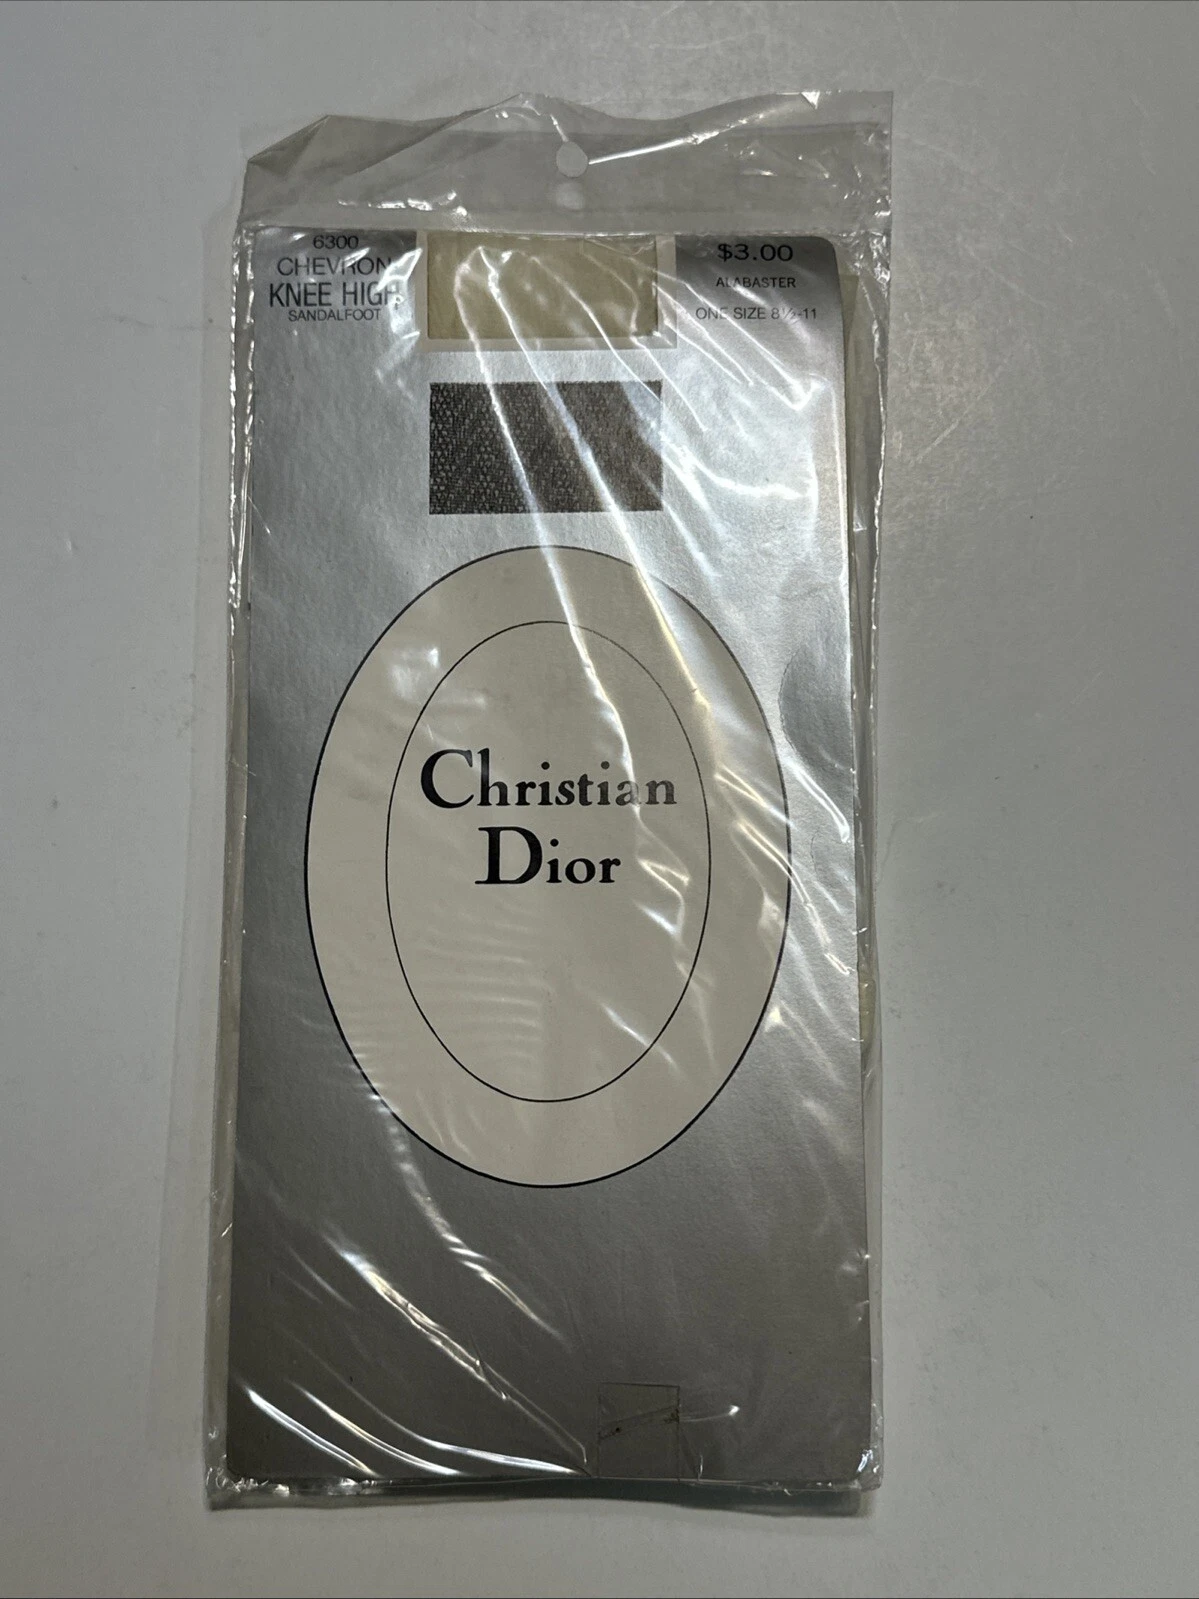 6300
CHEVRON
KNEE HIGH
SANDALFOOT
$3.00
ALABASTER
ONE SIZE 8½-11
Christian
Dior